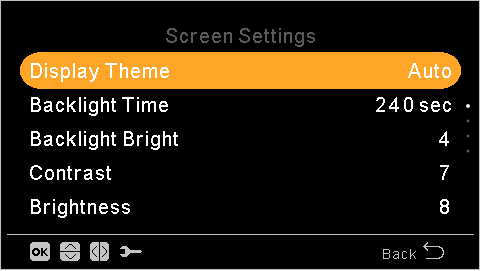 Screen Settings
Display Theme Auto
Backlight Time 240 sec
Backlight Bright 4
Contrast 7
Brightness 8
OK Back